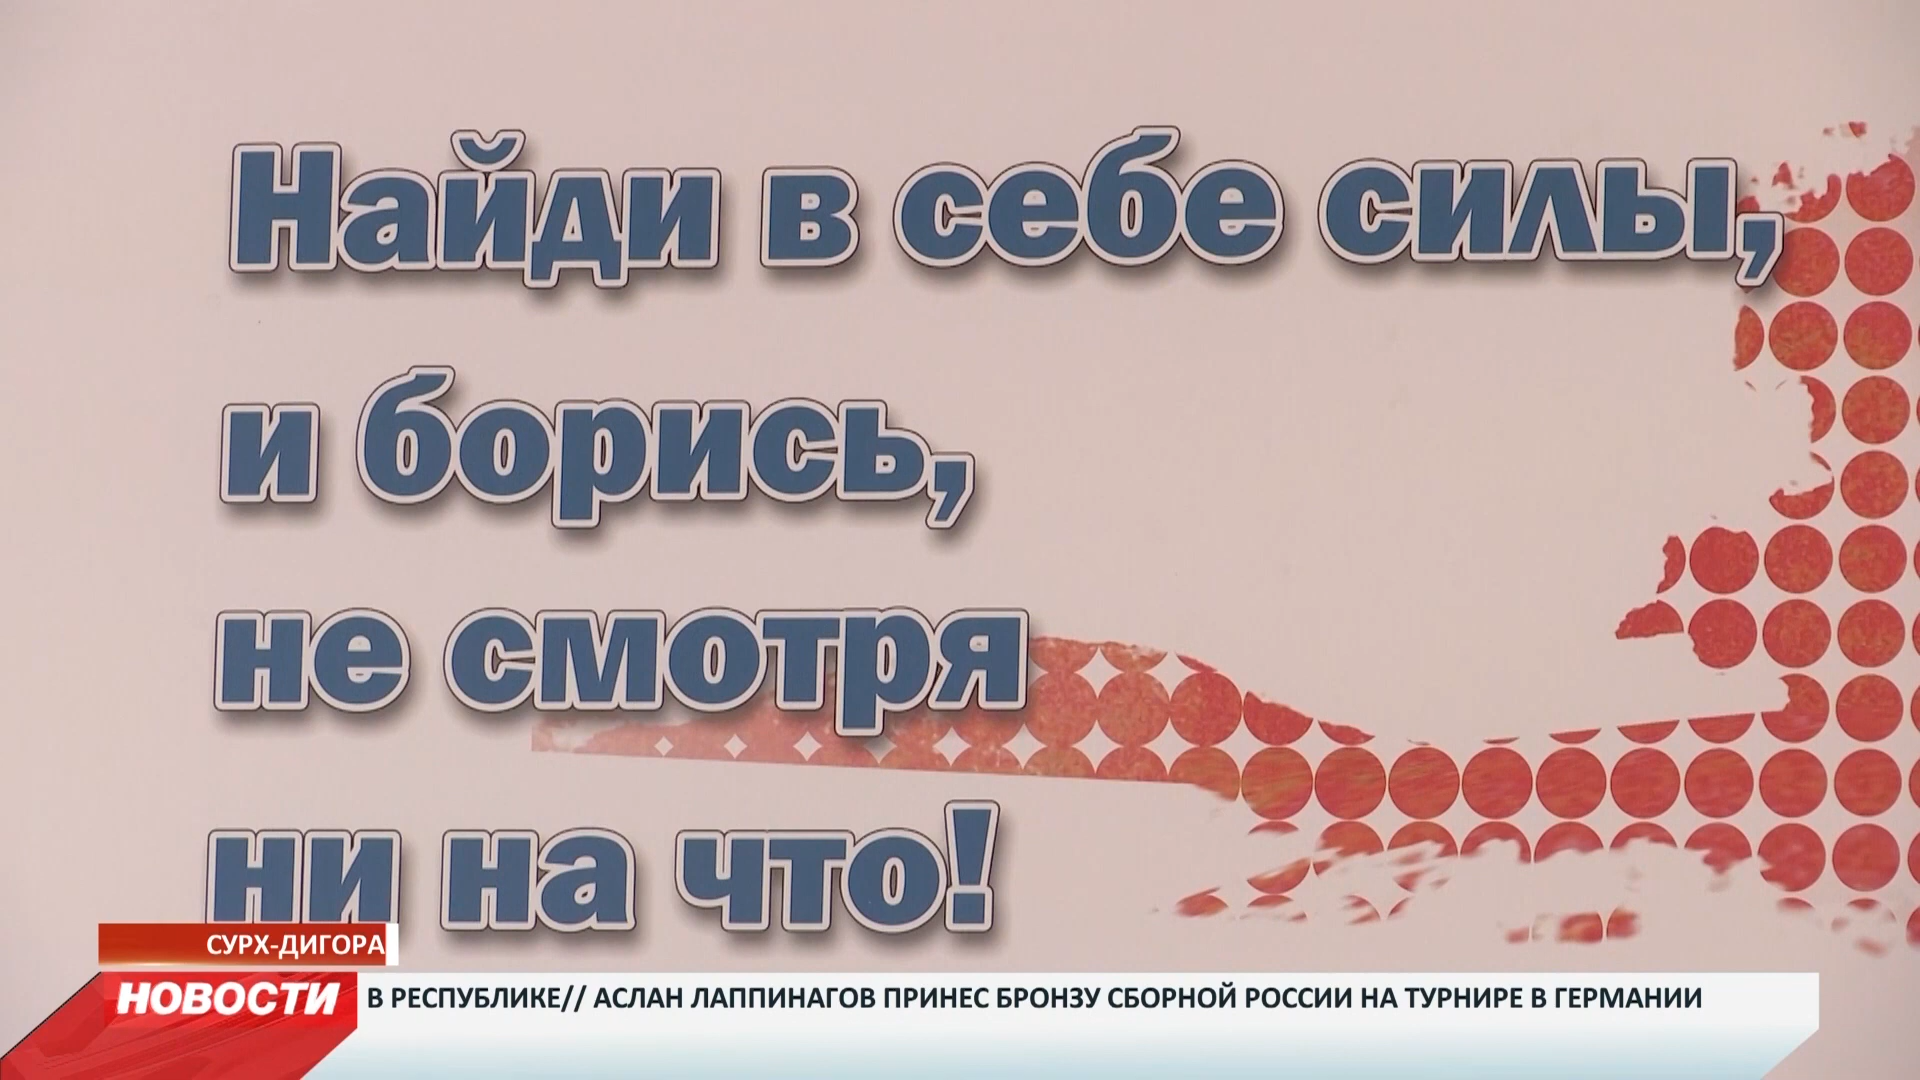 Найди в себе силы,
и борись,
не смотря
ни на что!
СУРХ-ДИГОРА
НОВОСТИ
В РЕСПУБЛИКЕ// АСЛАН ЛАППИНАГОВ ПРИНЕС БРОНЗУ СБОРНОЙ РОССИИ НА ТУРНИРЕ В ГЕРМАНИИ